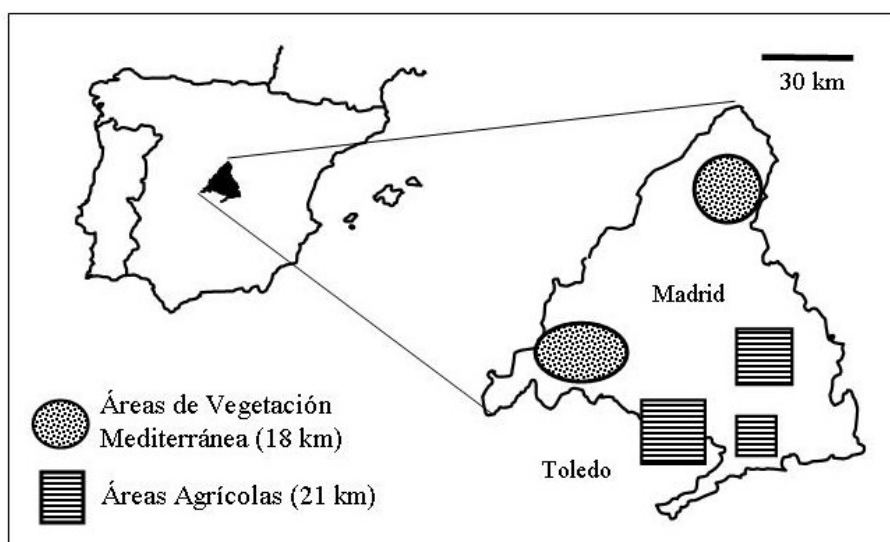 30 km
Madrid
Toledo
Áreas de Vegetación
Mediterránea (18 km)
Áreas Agrícolas (21 km)